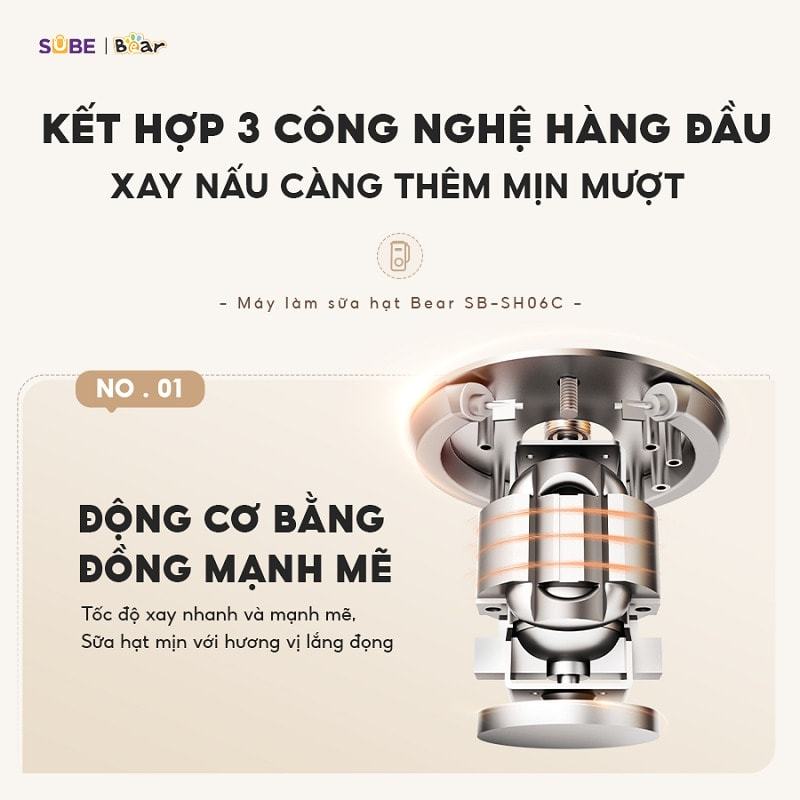 SUBE | Bear
KẾT HỢP 3 CÔNG NGHỆ HÀNG ĐẦU
XAY NẤU CÀNG THÊM MỊN MƯỢT
- Máy làm sữa hạt Bear SB-SH06C -
NO . 01
ĐỘNG CƠ BẰNG
ĐỒNG MẠNH MẼ
Tốc độ xay nhanh và mạnh mẽ,
Sữa hạt mịn với hương vị lắng đọng